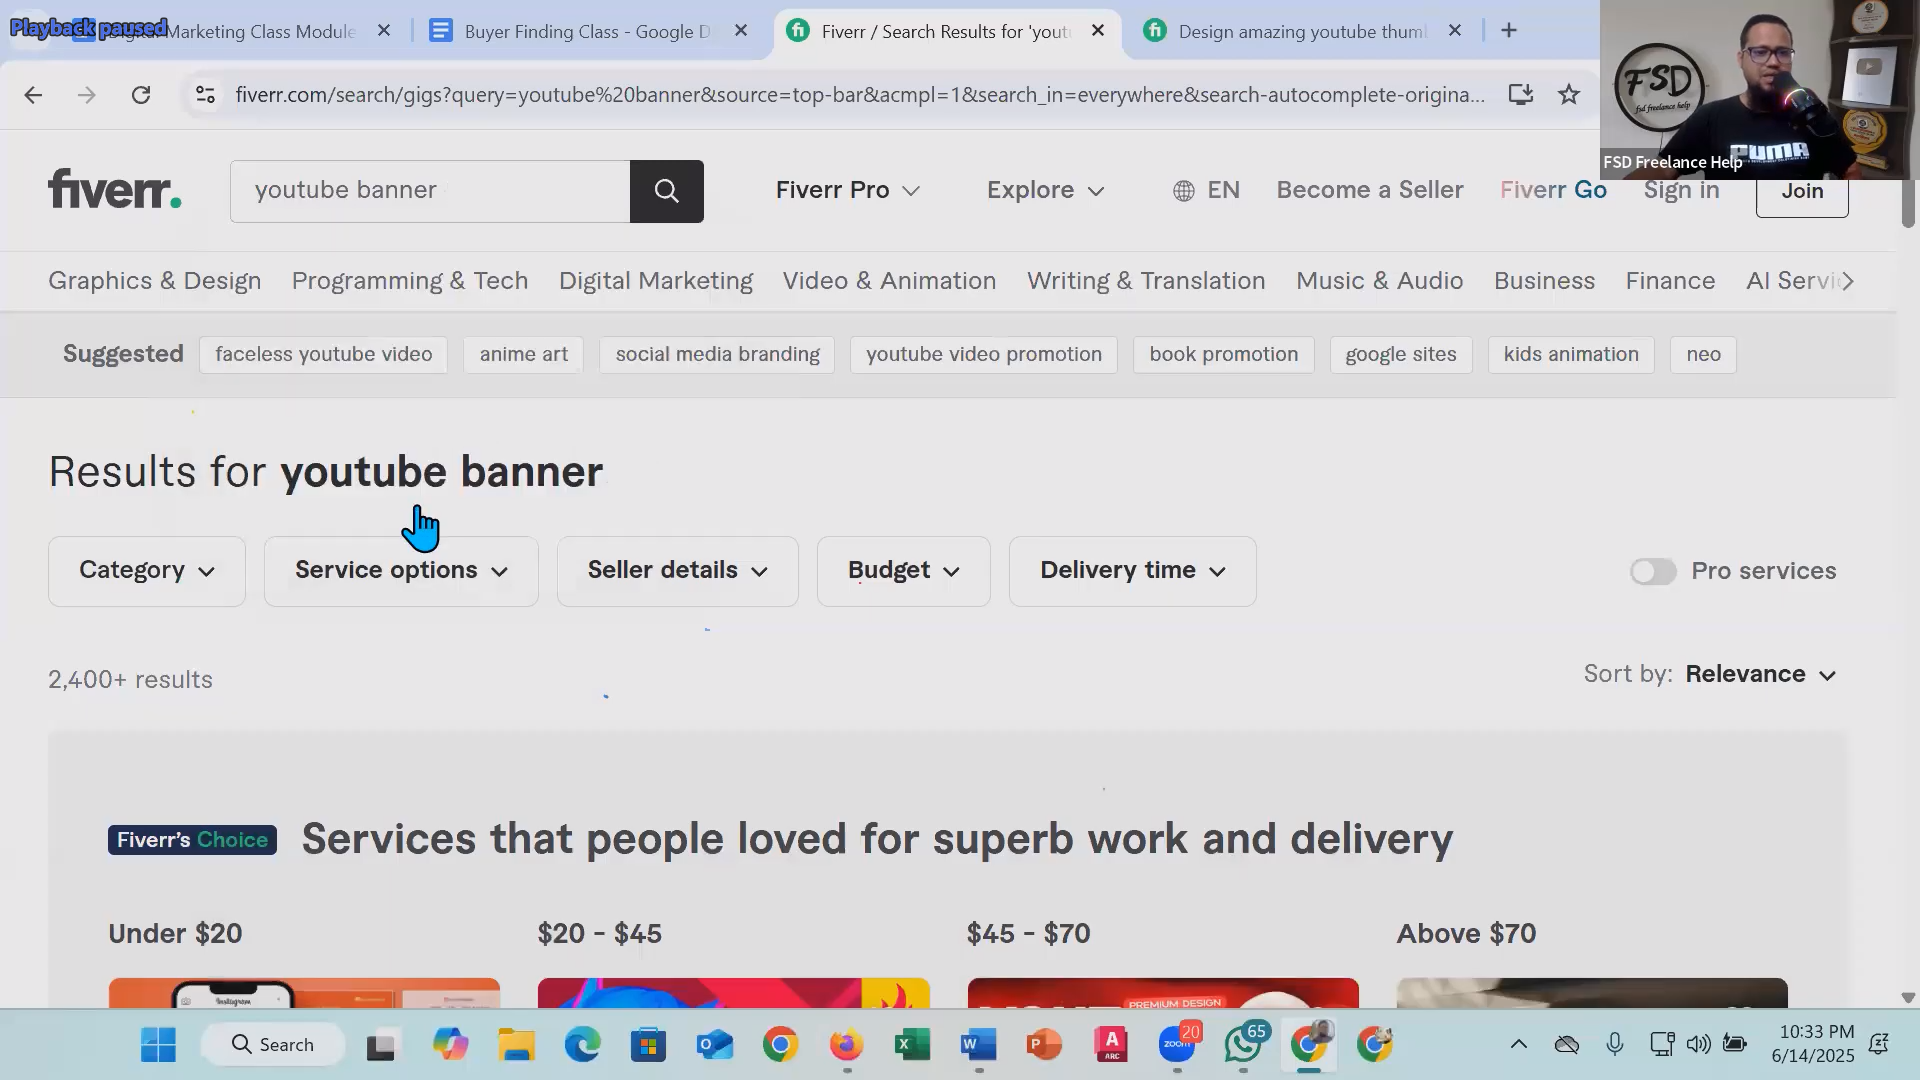 Playback paused
Digital Marketing Class Module
Buyer Finding Class - Google D
Fiverr / Search Results for 'yout
Design amazing youtube thum
fiverr.com/search/gigs?query=youtube%20banner&source=top-bar&acmpl=1&search_in=everywhere&search-autocomplete-origina...
FSD
fsd freelance help
PUMA
FSD Freelance Help
fiverr.
youtube banner
Fiverr Pro
Explore
EN
Become a Seller
Fiverr Go
Sign in
Join
Graphics & Design
Programming & Tech
Digital Marketing
Video & Animation
Writing & Translation
Music & Audio
Business
Finance
AI Servi
Suggested
faceless youtube video
anime art
social media branding
youtube video promotion
book promotion
google sites
kids animation
neo
Results for youtube banner
Category
Service options
Seller details
Budget
Delivery time
Pro services
2,400+ results
Sort by: Relevance
Fiverr's Choice
Services that people loved for superb work and delivery
Under $20
$20 - $45
$45 - $70
Above $70
Instagram
PREMIUM DESIGN
Search
20
zoom
65
10:33 PM
6/14/2025